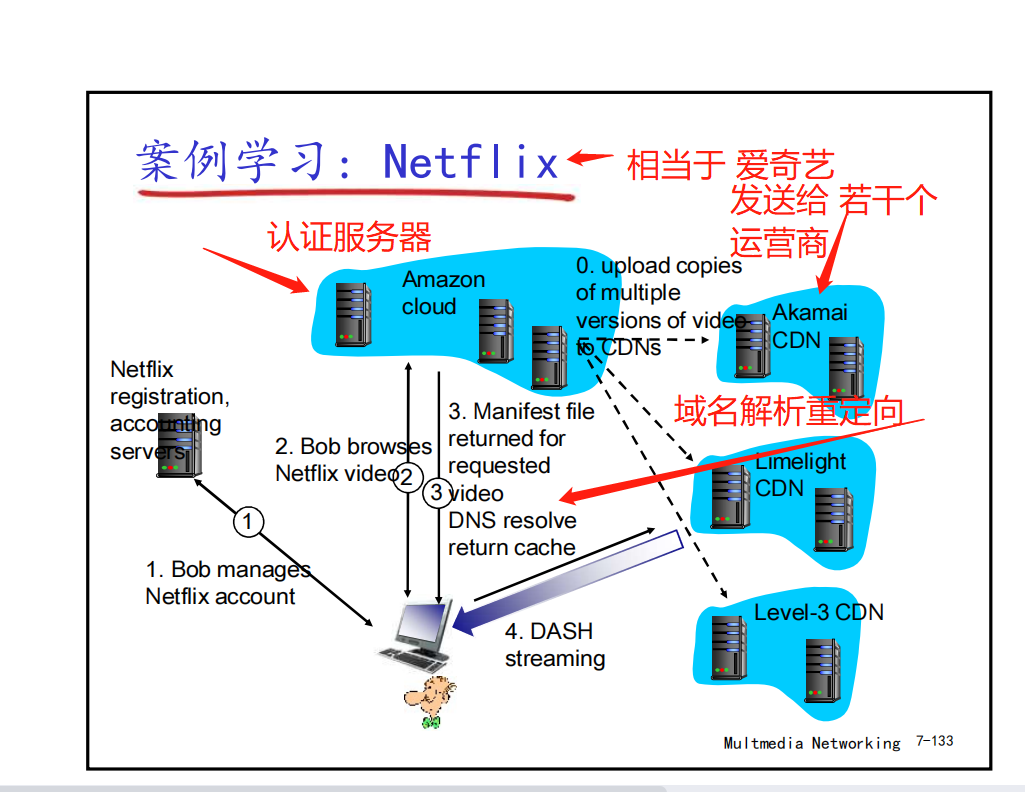 案例学习：Netflix
相当于 爱奇艺
发送给 若干个
运营商
认证服务器
Amazon
cloud
0. upload copies
of multiple
versions of video
to CDNs
Akamai
CDN
Netflix
registration,
accounting
servers
2. Bob browses
Netflix video
2
3. Manifest file
returned for
requested
video
DNS resolve
return cache
3
域名解析重定向
Limelight
CDN
1
1. Bob manages
Netflix account
4. DASH
streaming
Level-3 CDN
Multmedia Networking 7-133